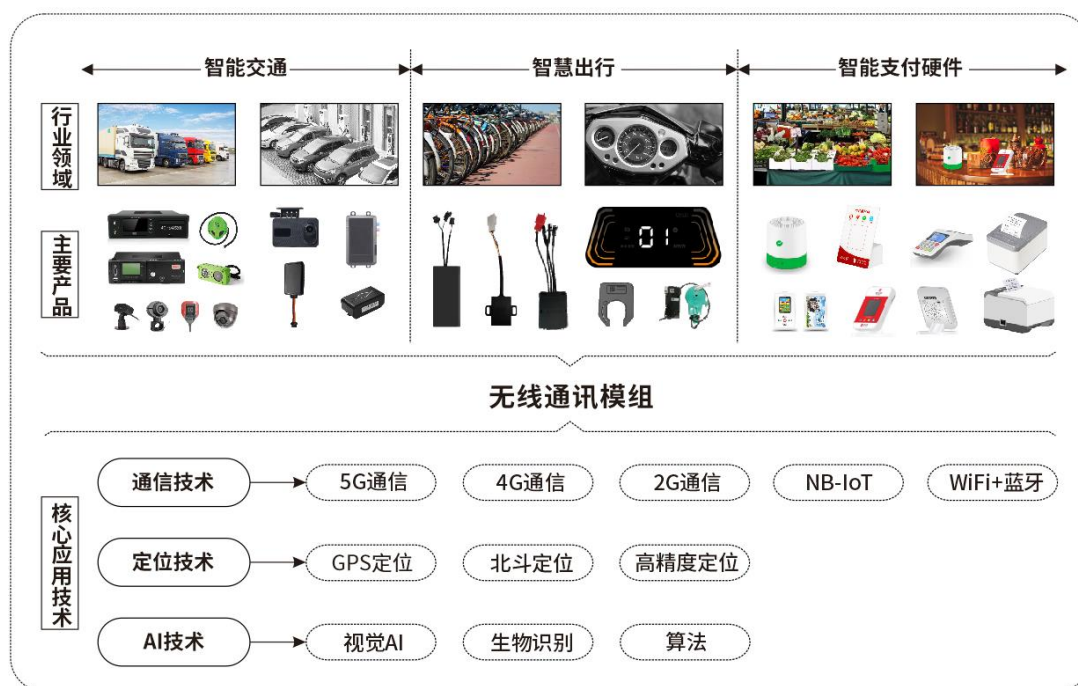 智能交通
智慧出行
智能支付硬件
行业领域
主要产品
01
无线通讯模组
核心应用技术
通信技术
5G通信
4G通信
2G通信
NB-IoT
WiFi+蓝牙
定位技术
GPS定位
北斗定位
高精度定位
AI技术
视觉AI
生物识别
算法